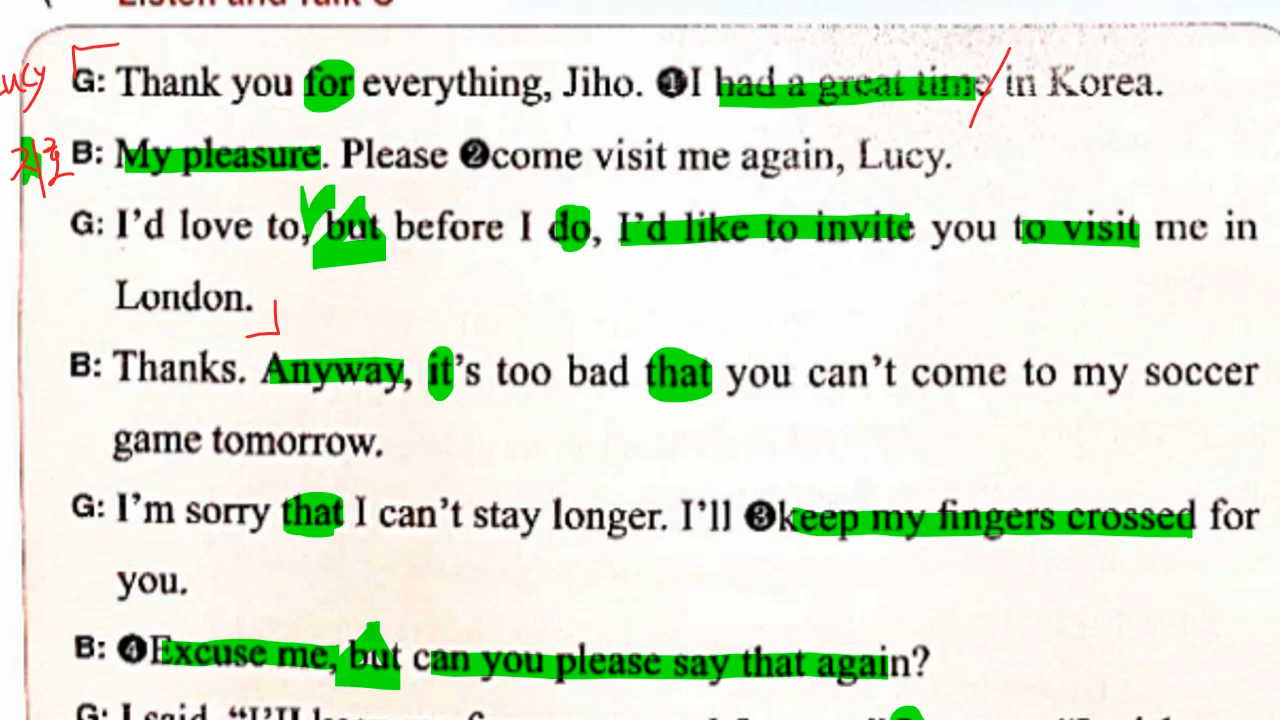 Listen and Talk C
G: Thank you for everything, Jiho. ❶I had a great time in Korea.
ucy
B: My pleasure. Please ❷come visit me again, Lucy.
지호
G: I'd love to, but before I do, I'd like to invite you to visit me in
London.
B: Thanks. Anyway, it's too bad that you can't come to my soccer
game tomorrow.
G: I'm sorry that I can't stay longer. I'll ❸keep my fingers crossed for
you.
B: ❹Excuse me, but can you please say that again?
G: I said, "I'll